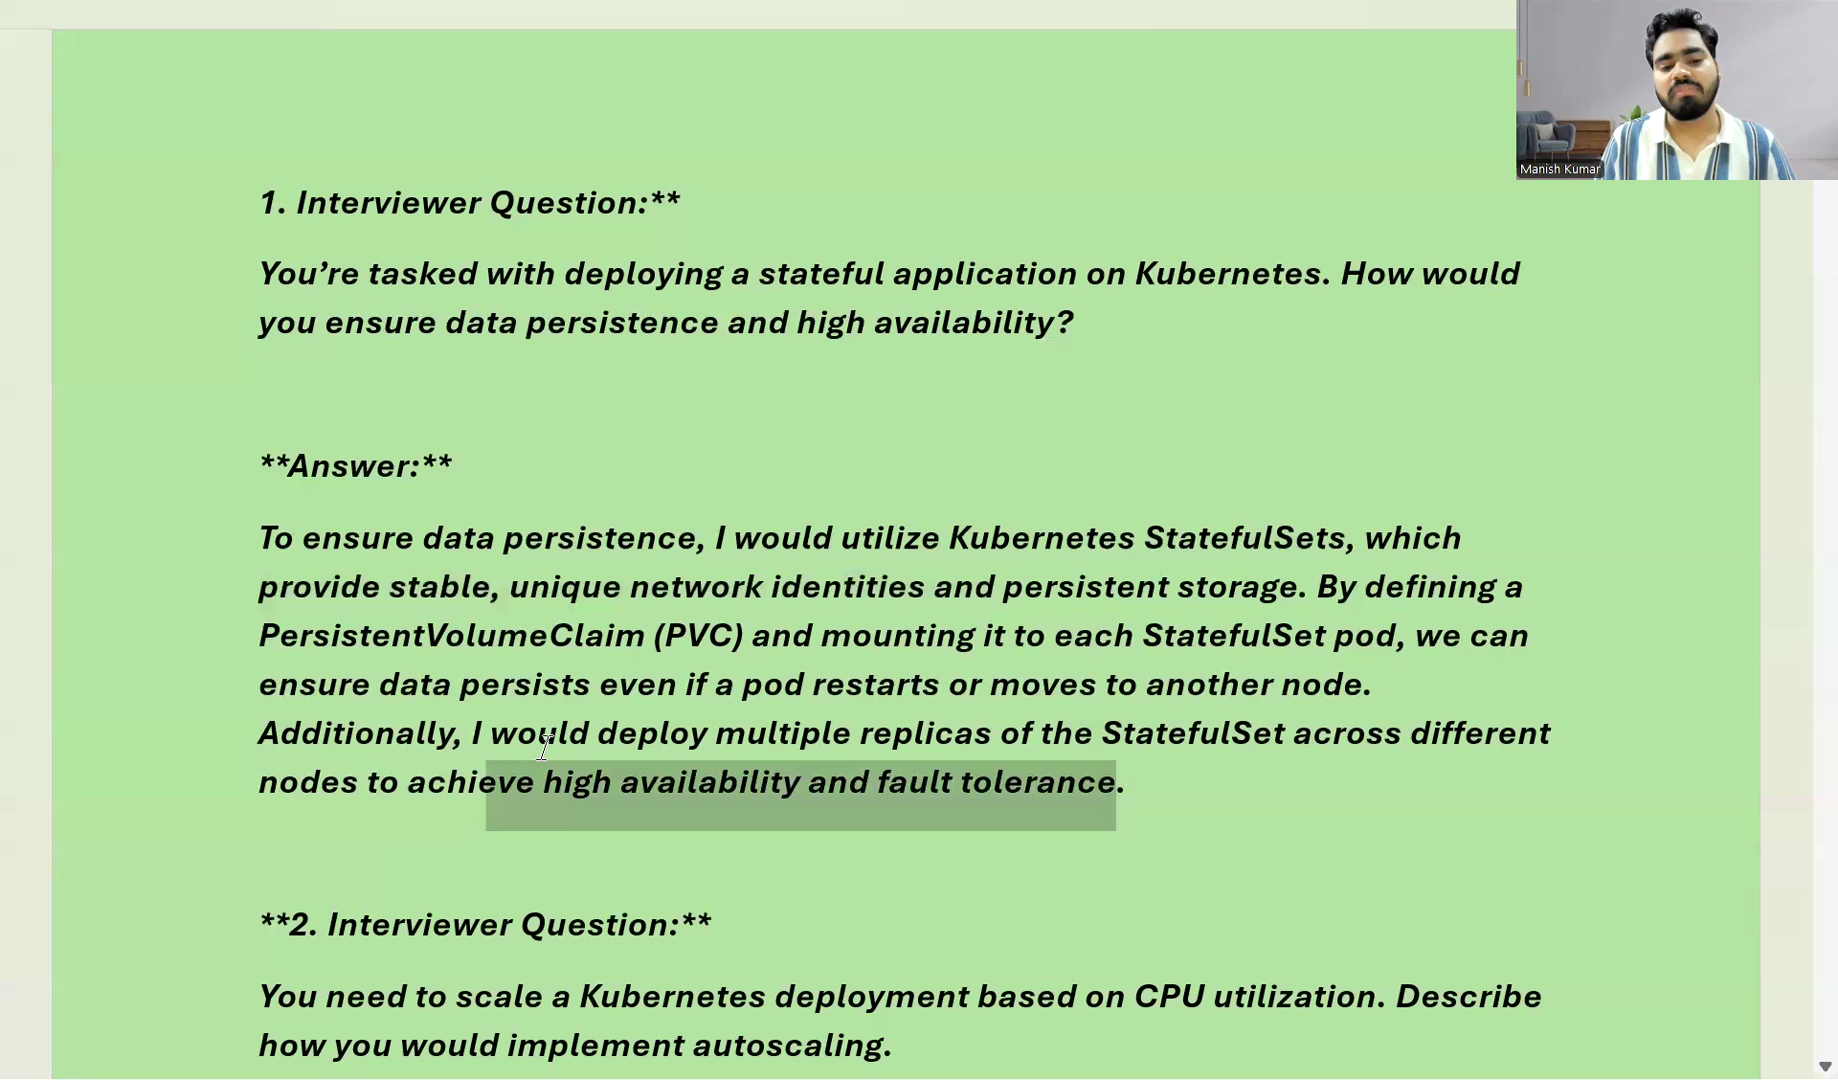 Manish Kumar
1. Interviewer Question:**
You’re tasked with deploying a stateful application on Kubernetes. How would
you ensure data persistence and high availability?
**Answer:**
To ensure data persistence, I would utilize Kubernetes StatefulSets, which
provide stable, unique network identities and persistent storage. By defining a
PersistentVolumeClaim (PVC) and mounting it to each StatefulSet pod, we can
ensure data persists even if a pod restarts or moves to another node.
Additionally, I would deploy multiple replicas of the StatefulSet across different
nodes to achieve high availability and fault tolerance.
**2. Interviewer Question:**
You need to scale a Kubernetes deployment based on CPU utilization. Describe
how you would implement autoscaling.